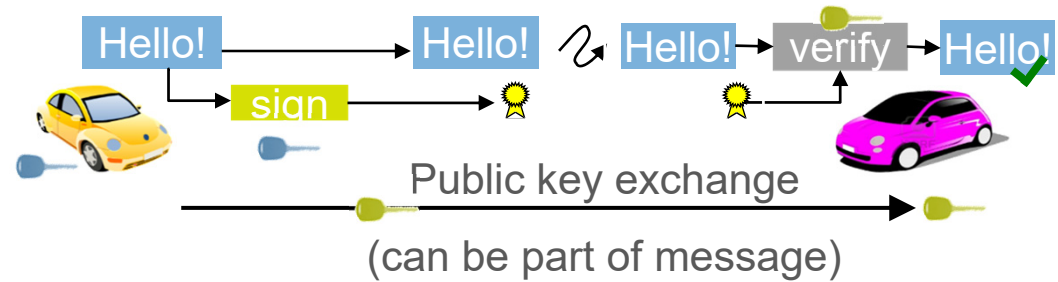 Hello!
Hello!
Hello!
verify
Hello!
sign
Public key exchange
(can be part of message)